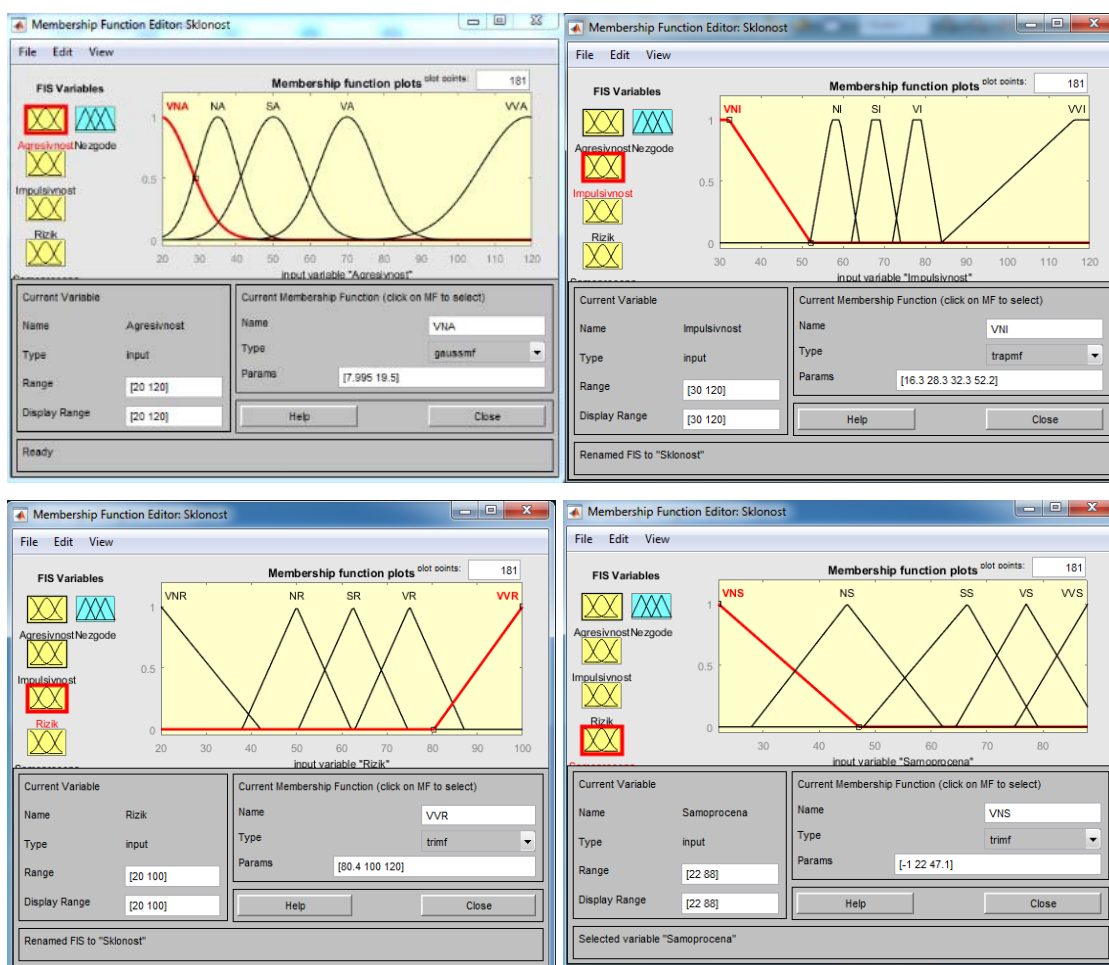 Membership Function Editor: Sklonost
File Edit View
FIS Variables
Membership function plots plot points: 181
VNA NA SA VA VVA
1
0.5
0
20 30 40 50 60 70 80 90 100 110 120
input variable "Agresivnost"
Agresivnost Nezgode
Impulsivnost
Rizik
Current Variable
Name Agresivnost
Type input
Range [20 120]
Display Range [20 120]
Current Membership Function (click on MF to select)
Name VNA
Type gaussmf
Params [7.995 19.5]
Help Close
Ready
Membership Function Editor: Sklonost
File Edit View
FIS Variables
Membership function plots plot points: 181
VNI NI SI VI VVI
1
0.5
0
30 40 50 60 70 80 90 100 110 120
input variable "Impulsivnost"
Agresivnost Nezgode
Impulsivnost
Rizik
Current Variable
Name Impulsivnost
Type input
Range [30 120]
Display Range [30 120]
Current Membership Function (click on MF to select)
Name VNI
Type trapmf
Params [16.3 28.3 32.3 52.2]
Help Close
Renamed FIS to "Sklonost"
Membership Function Editor: Sklonost
File Edit View
FIS Variables
Membership function plots plot points: 181
VNR NR SR VR VVR
1
0.5
0
20 30 40 50 60 70 80 90 100
input variable "Rizik"
Agresivnost Nezgode
Impulsivnost
Rizik
Current Variable
Name Rizik
Type input
Range [20 100]
Display Range [20 100]
Current Membership Function (click on MF to select)
Name VVR
Type trimf
Params [80.4 100 120]
Help Close
Renamed FIS to "Sklonost"
Membership Function Editor: Sklonost
File Edit View
FIS Variables
Membership function plots plot points: 181
VNS NS SS VS VVS
1
0.5
0
30 40 50 60 70 80
input variable "Samoprocena"
Agresivnost Nezgode
Impulsivnost
Rizik
Current Variable
Name Samoprocena
Type input
Range [22 88]
Display Range [22 88]
Current Membership Function (click on MF to select)
Name VNS
Type trimf
Params [-1 22 47.1]
Help Close
Selected variable "Samoprocena"